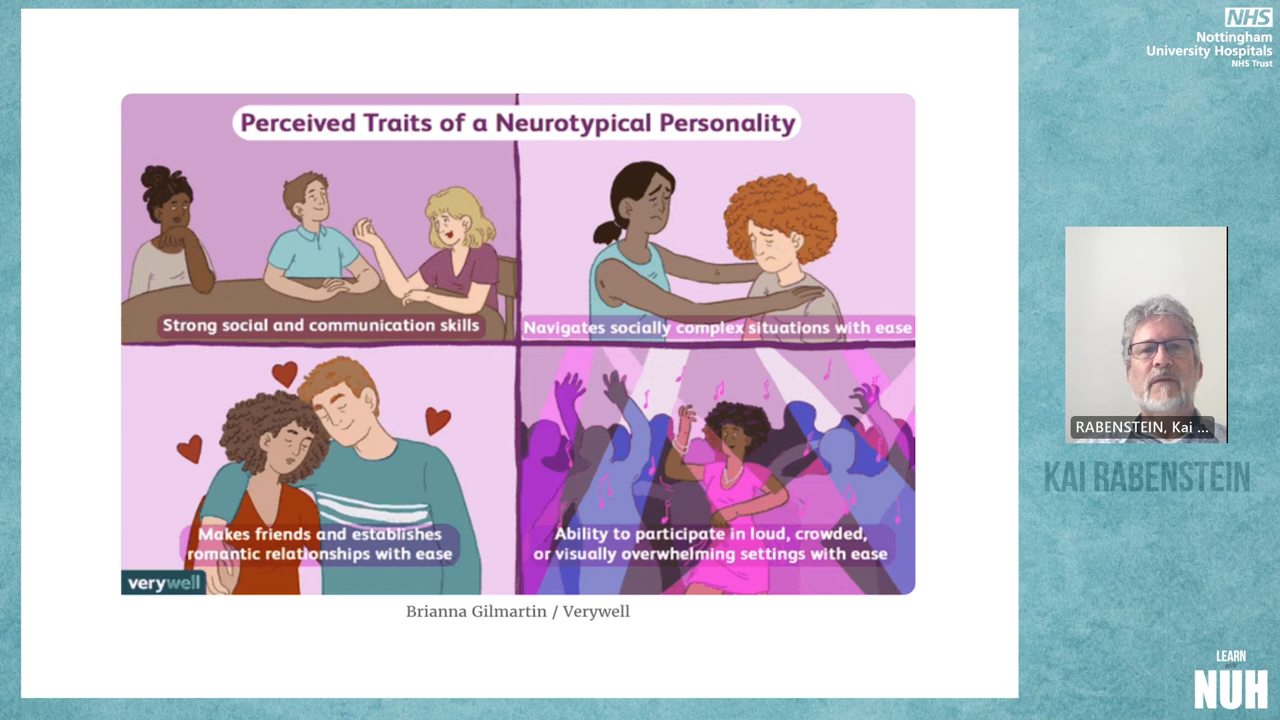 Perceived Traits of a Neurotypical Personality
Strong social and communication skills
Navigates socially complex situations with ease
Makes friends and establishes
romantic relationships with ease
Ability to participate in loud, crowded,
or visually overwhelming settings with ease
verywell
Brianna Gilmartin / Verywell
NHS
Nottingham
University Hospitals
NHS Trust
RABENSTEIN, Kai ...
KAI RABENSTEIN
LEARN
NUH